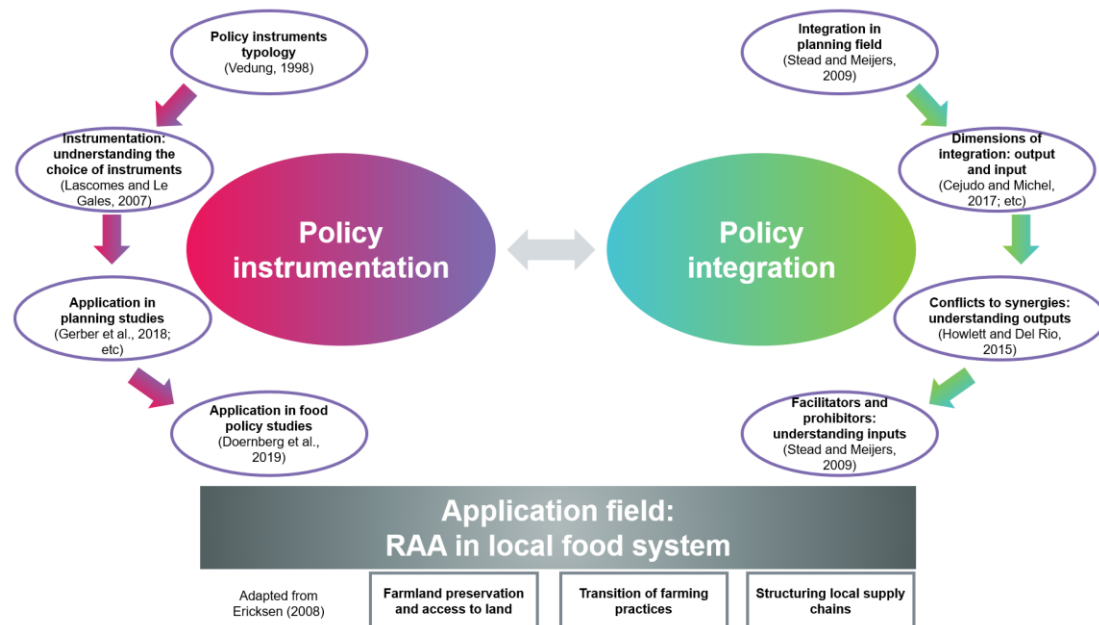 Policy instruments
typology
(Vedung, 1998)
Instrumentation:
unndrerstanding the
choice of instruments
(Lascomes and Le
Gales, 2007)
Application in
planning studies
(Gerber et al., 2018;
etc)
Application in food
policy studies
(Doernberg et al.,
2019)
Policy
instrumentation
Policy
integration
Integration in
planning field
(Stead and Meijers,
2009)
Dimensions of
integration: output
and input
(Cejudo and Michel,
2017; etc)
Conflicts to synergies:
understanding outputs
(Howlett and Del Rio,
2015)
Facilitators and
prohibitors:
understanding inputs
(Stead and Meijers,
2009)
Application field:
RAA in local food system
Adapted from
Ericksen (2008)
Farmland preservation
and access to land
Transition of farming
practices
Structuring local supply
chains